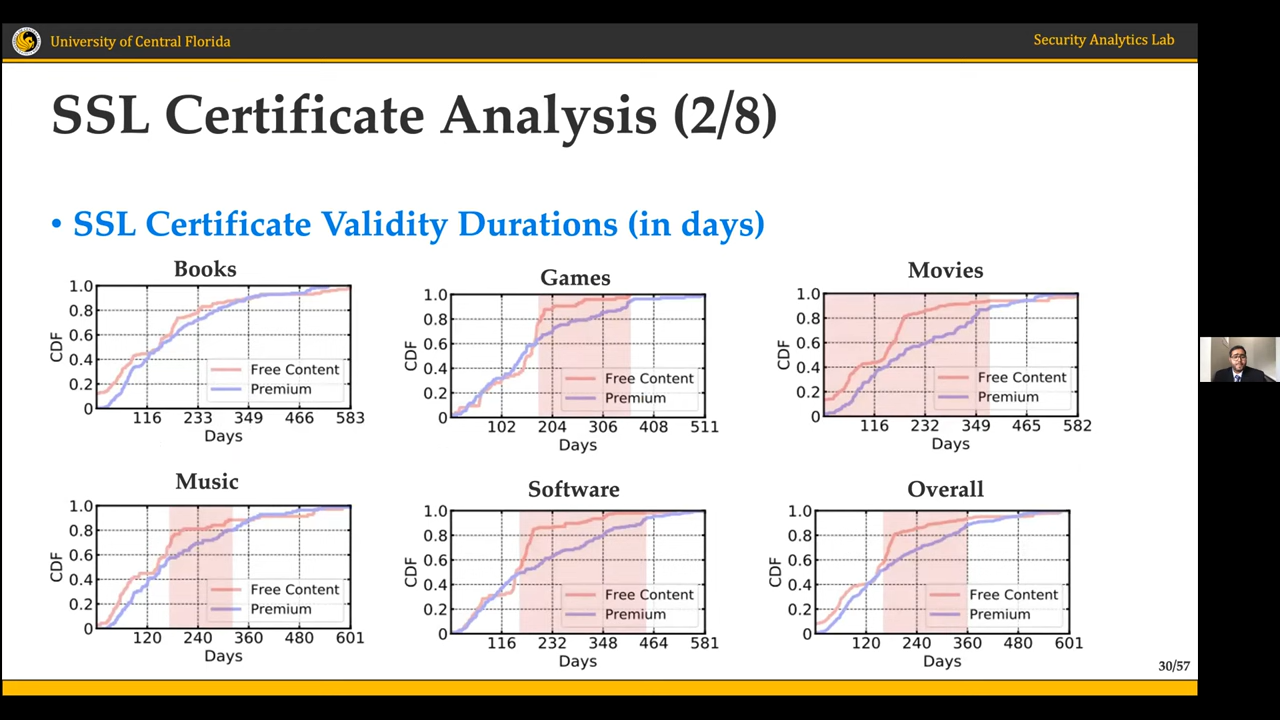 University of Central Florida
Security Analytics Lab
SSL Certificate Analysis (2/8)
• SSL Certificate Validity Durations (in days)
Books
1.0
0.8
0.6
0.4
0.2
0
CDF
Free Content
Premium
116 233 349 466 583
Days
Games
1.0
0.8
0.6
0.4
0.2
0
CDF
Free Content
Premium
102 204 306 408 511
Days
Movies
1.0
0.8
0.6
0.4
0.2
0
CDF
Free Content
Premium
116 232 349 465 582
Days
Music
1.0
0.8
0.6
0.4
0.2
0
CDF
Free Content
Premium
120 240 360 480 601
Days
Software
1.0
0.8
0.6
0.4
0.2
0
CDF
Free Content
Premium
116 232 348 464 581
Days
Overall
1.0
0.8
0.6
0.4
0.2
0
CDF
Free Content
Premium
120 240 360 480 601
Days
30/57